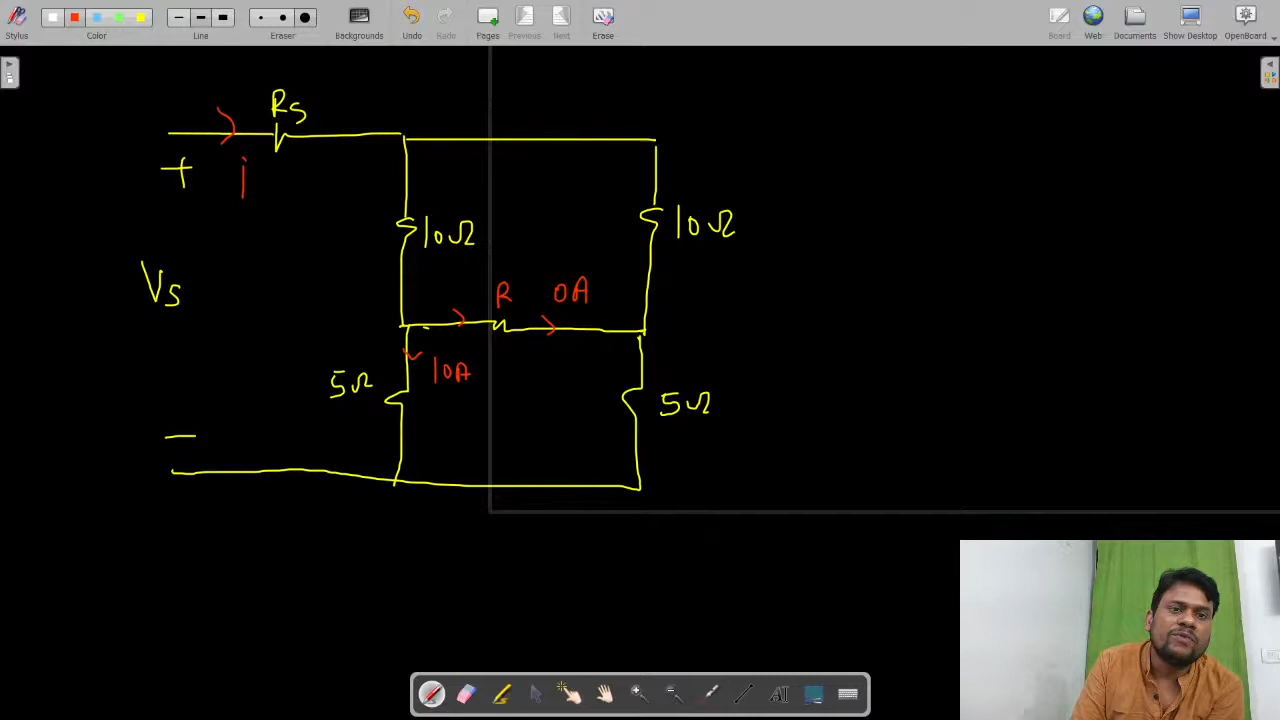 Stylus
Color
Line
Eraser
Backgrounds
Undo
Redo
Pages
Previous
Next
Erase
Board
Web
Documents
Show Desktop
OpenBoard
Rs
+
i
10Ω
10Ω
Vs
R
0A
10A
5Ω
5Ω
−
AI